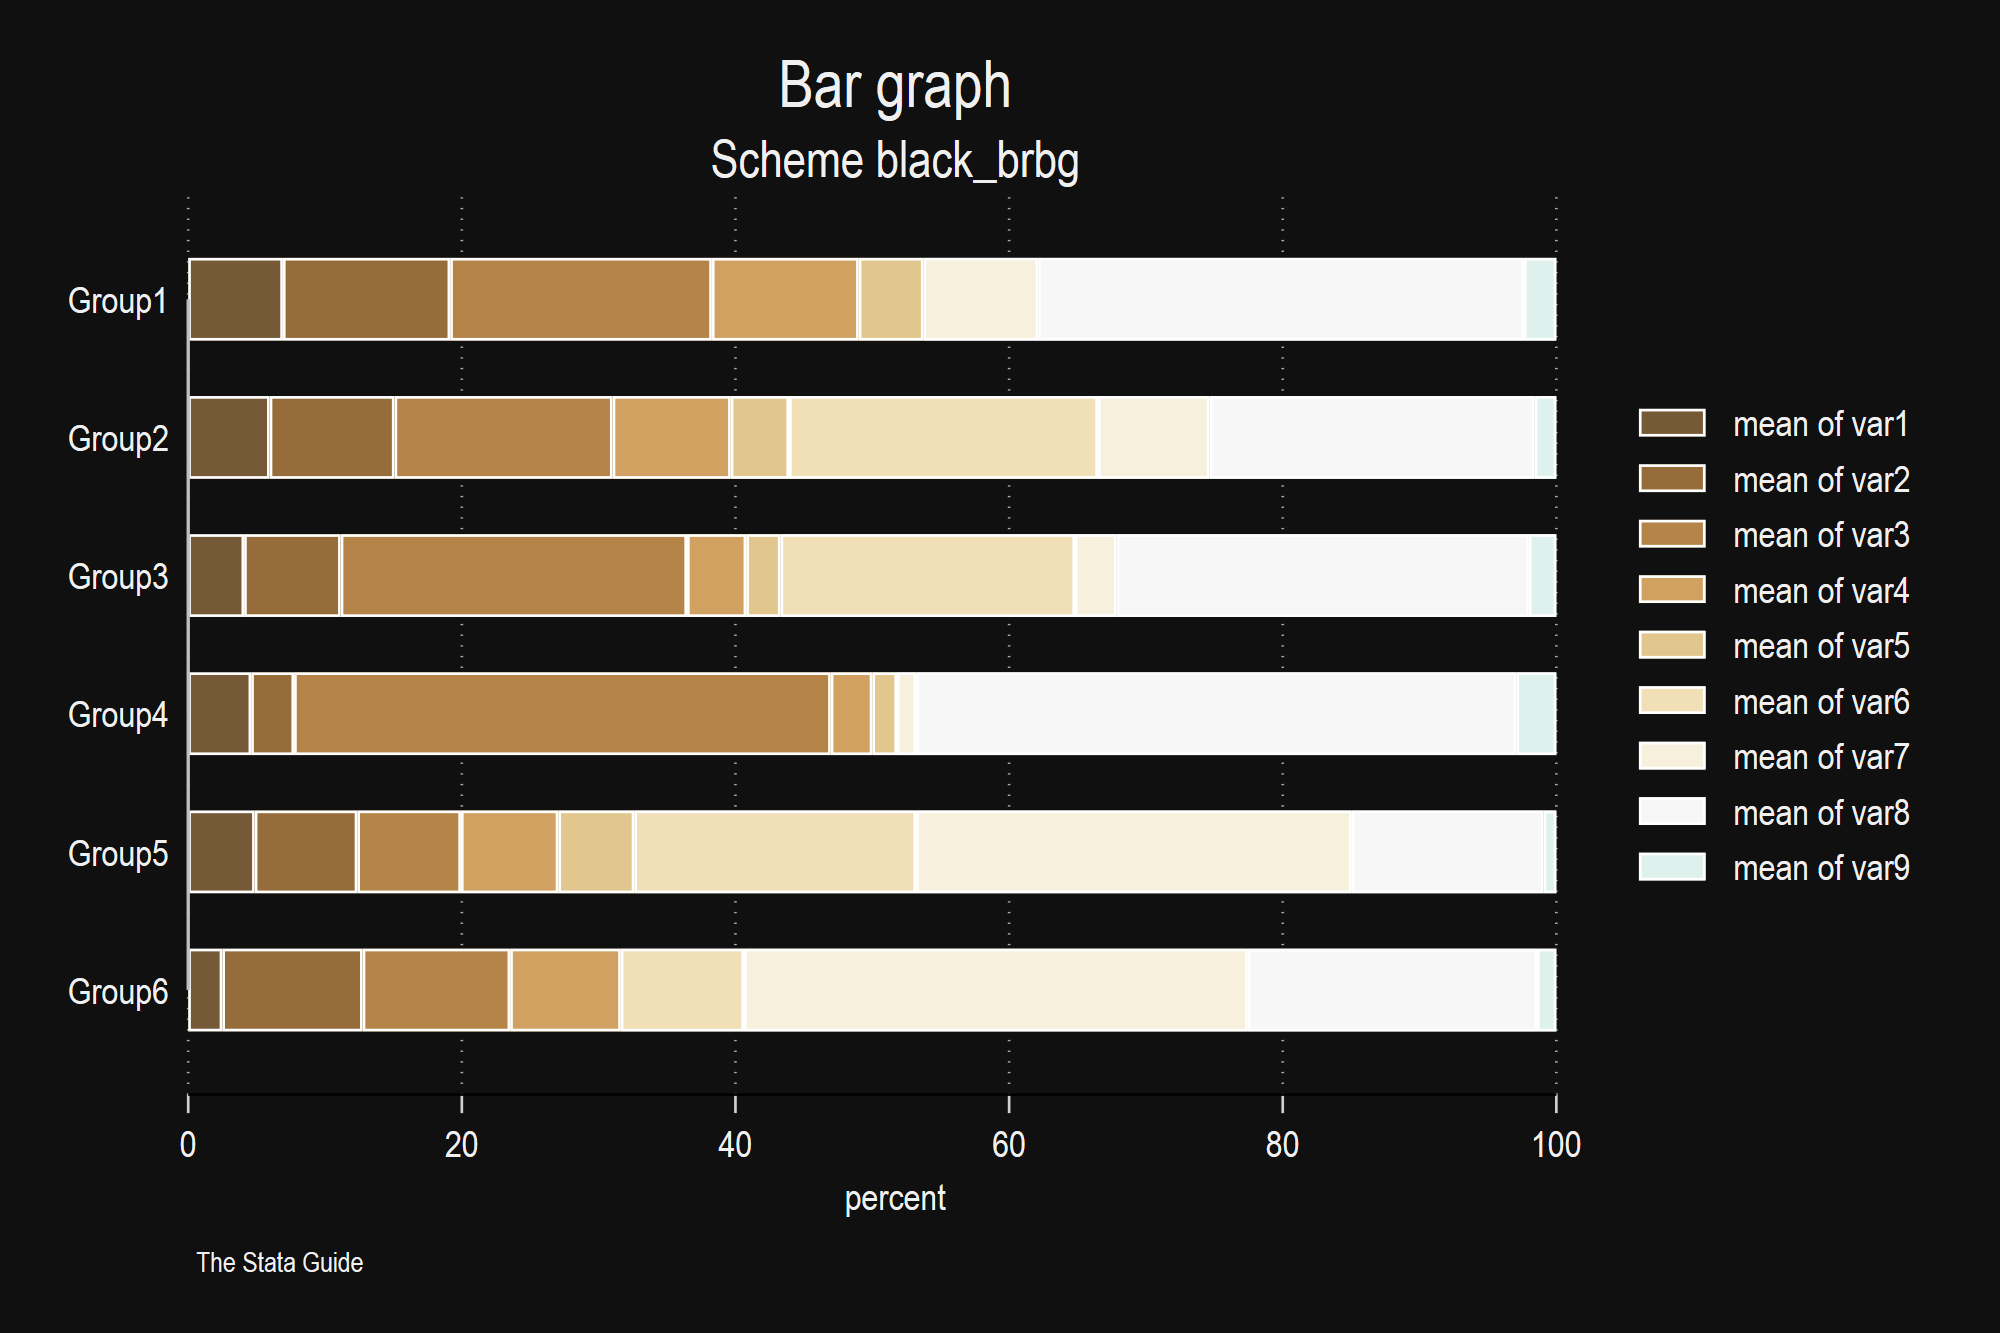 Bar graph
Scheme black_brbg
Group1
Group2
Group3
Group4
Group5
Group6
0 20 40 60 80 100
percent
mean of var1
mean of var2
mean of var3
mean of var4
mean of var5
mean of var6
mean of var7
mean of var8
mean of var9
The Stata Guide